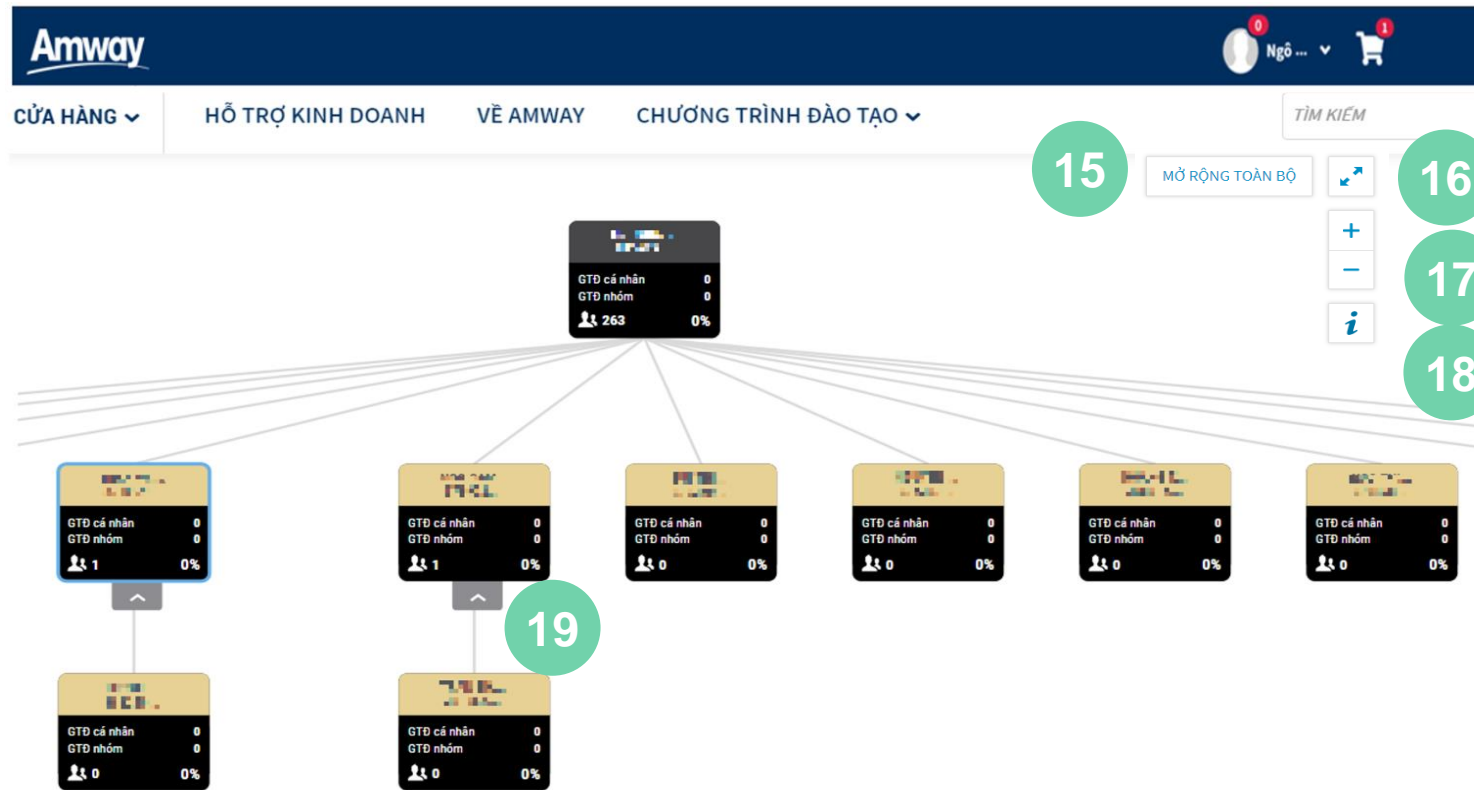 Amway
0
Ngô ...
1
CỬA HÀNG
HỖ TRỢ KINH DOANH
VỀ AMWAY
CHƯƠNG TRÌNH ĐÀO TẠO
TÌM KIẾM
15
MỞ RỘNG TOÀN BỘ
16
+
−
17
i
18
GTĐ cá nhân 0
GTĐ nhóm 0
263 0%
GTĐ cá nhân 0
GTĐ nhóm 0
1 0%
GTĐ cá nhân 0
GTĐ nhóm 0
1 0%
GTĐ cá nhân 0
GTĐ nhóm 0
0 0%
GTĐ cá nhân 0
GTĐ nhóm 0
0 0%
GTĐ cá nhân 0
GTĐ nhóm 0
0 0%
GTĐ cá nhân 0
GTĐ nhóm 0
0 0%
19
GTĐ cá nhân 0
GTĐ nhóm 0
0 0%
GTĐ cá nhân 0
GTĐ nhóm 0
0 0%